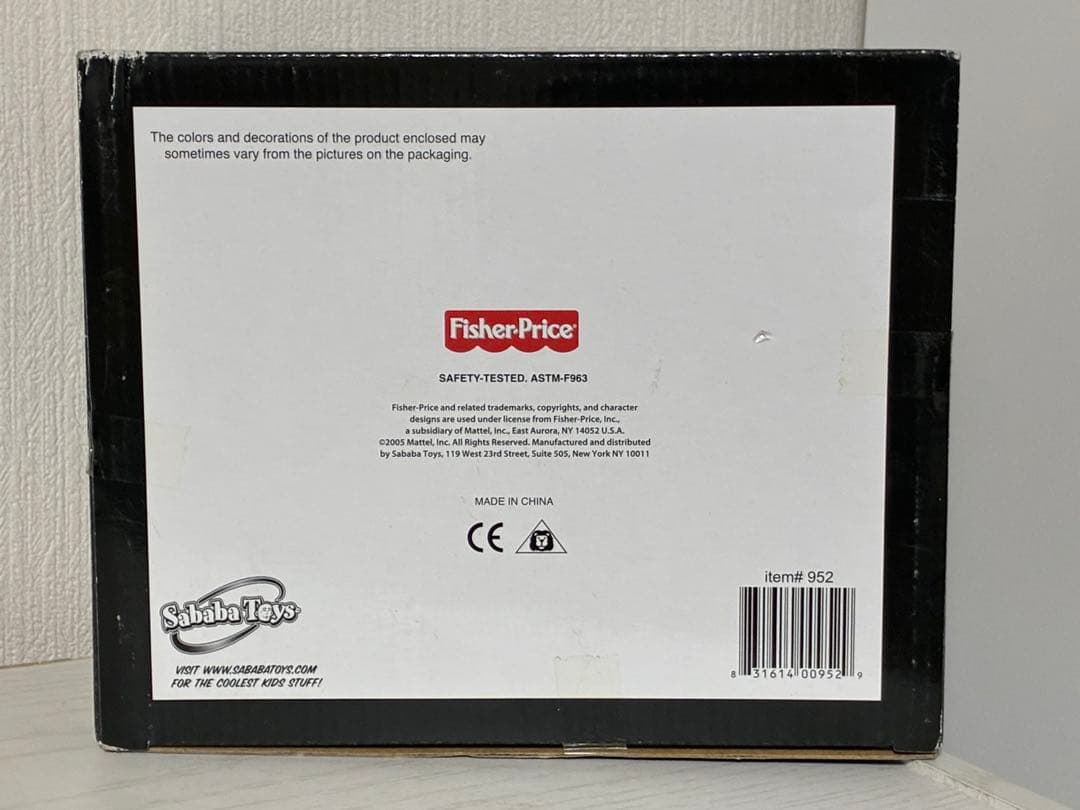 The colors and decorations of the product enclosed may
sometimes vary from the pictures on the packaging.
Fisher-Price®
SAFETY-TESTED. ASTM-F963
Fisher-Price and related trademarks, copyrights, and character
designs are used under license from Fisher-Price, Inc.,
a subsidiary of Mattel, Inc., East Aurora, NY 14052 U.S.A.
©2005 Mattel, Inc. All Rights Reserved. Manufactured and distributed
by Sababa Toys, 119 West 23rd Street, Suite 505, New York NY 10011
MADE IN CHINA
CE
Sababa Toys
VISIT WWW.SABABATOYS.COM
FOR THE COOLEST KIDS STUFF!
item# 952
8 31614 00952 9